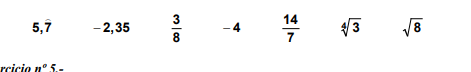 5,7̂ −2,35 3/8 −4 14/7 ∜3 √8
rcicio nº 5.-